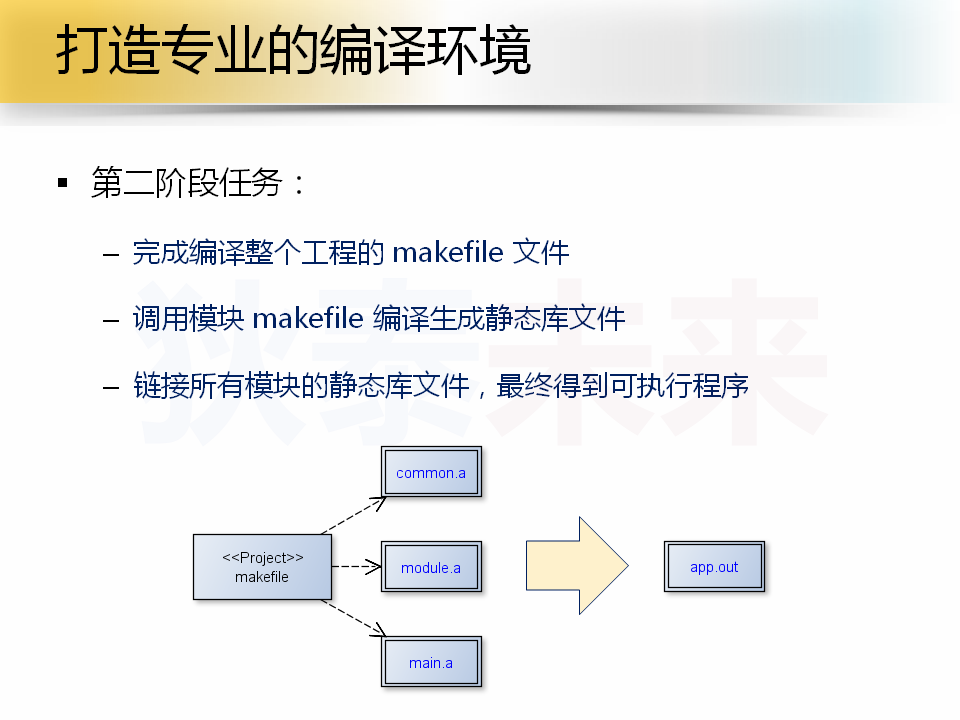 打造专业的编译环境
▪ 第二阶段任务：
– 完成编译整个工程的 makefile 文件
– 调用模块 makefile 编译生成静态库文件
– 链接所有模块的静态库文件，最终得到可执行程序
狄泰未来
common.a
<<Project>>
makefile
module.a
app.out
main.a